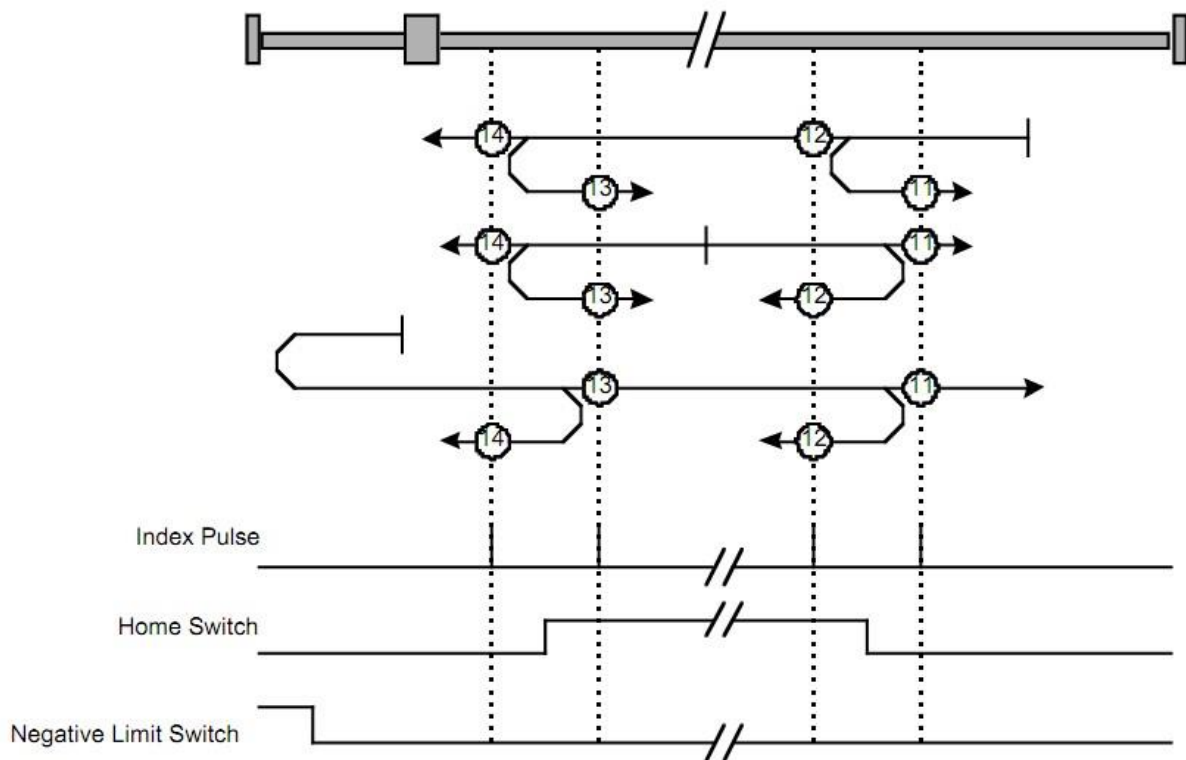 14 12
13 11
14 11
13 12
13 11
14 12
Index Pulse
Home Switch
Negative Limit Switch